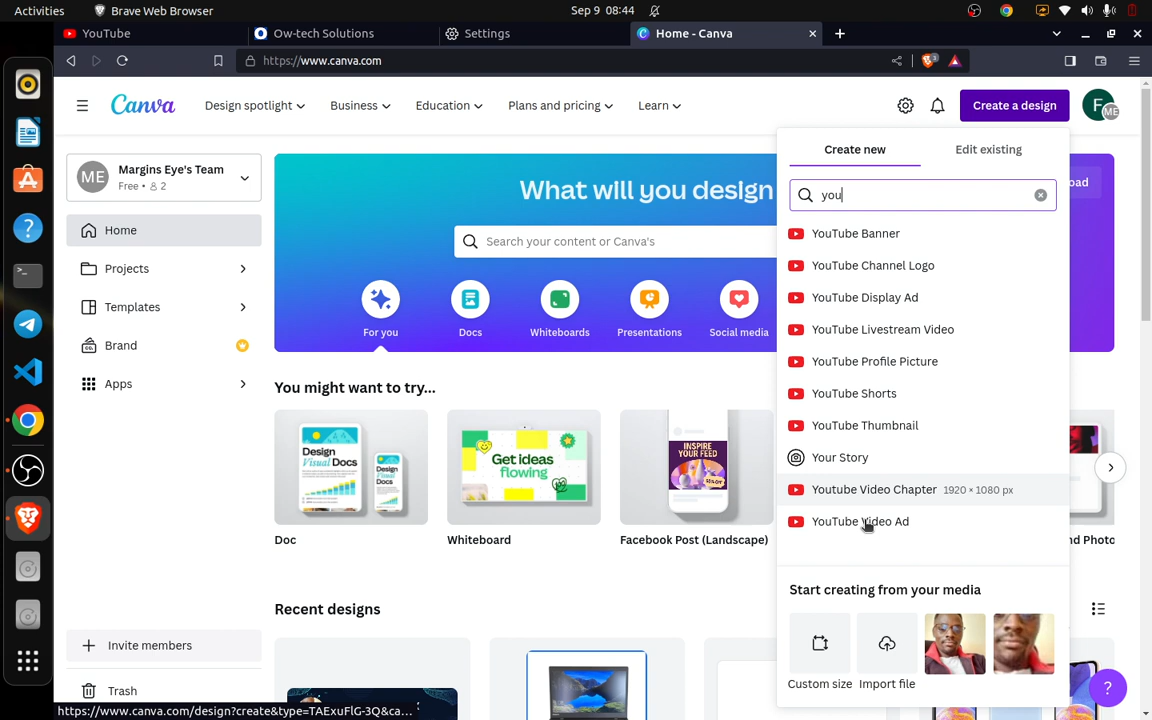 Activities
Brave Web Browser
Sep 9 08:44
YouTube
Ow-tech Solutions
Settings
Home - Canva
https://www.canva.com
3
Canva
Design spotlight
Business
Education
Plans and pricing
Learn
Create a design
F
ME
ME
Margins Eye's Team
Free • 2
Home
Projects
Templates
Brand
Apps
Invite members
Trash
What will you design
Search your content or Canva's
For you
Docs
Whiteboards
Presentations
Social media
Create new
Edit existing
you
YouTube Banner
YouTube Channel Logo
YouTube Display Ad
YouTube Livestream Video
YouTube Profile Picture
YouTube Shorts
YouTube Thumbnail
Your Story
Youtube Video Chapter 1920 × 1080 px
YouTube Video Ad
Start creating from your media
Custom size
Import file
You might want to try...
DESIGN Visual Docs
Get ideas flowing
INSPIRE YOUR FEED
Doc
Whiteboard
Facebook Post (Landscape)
Recent designs
?
https://www.canva.com/design?create&type=TAExuFlG-3Q&ca...